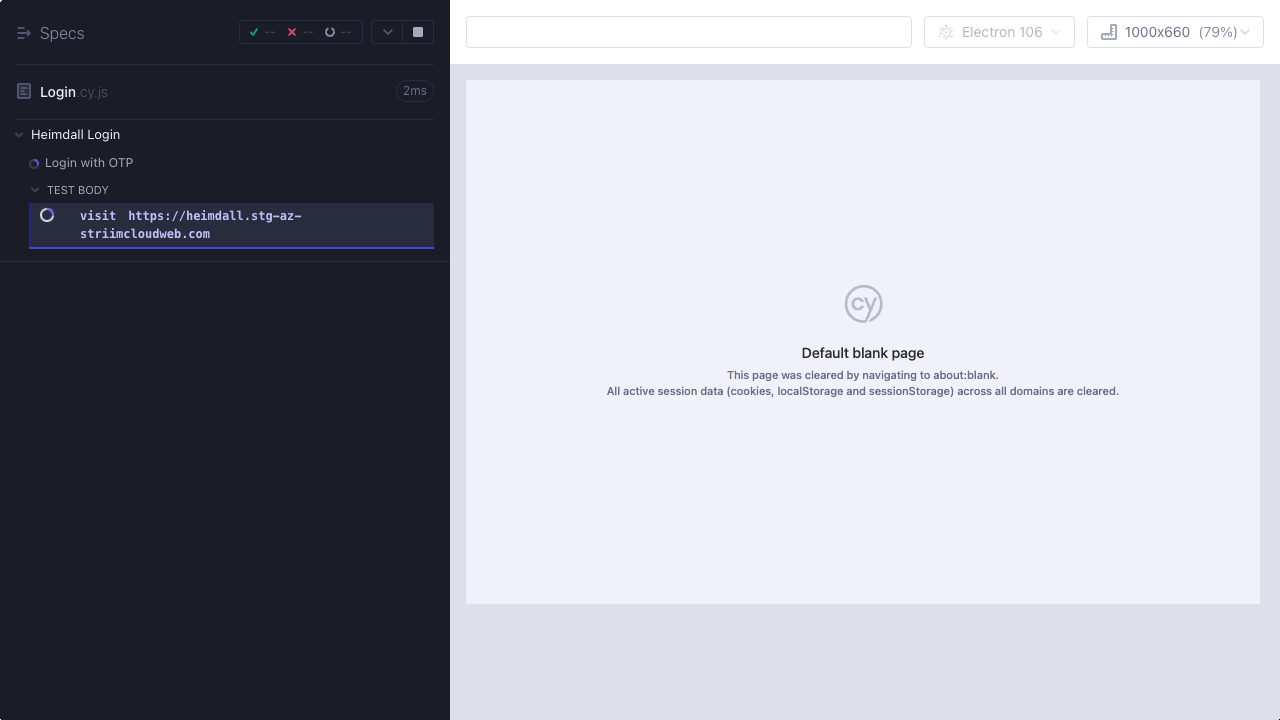 Specs
--
--
--
Electron 106
1000x660 (79%)
Login.cy.js
2ms
Heimdall Login
Login with OTP
TEST BODY
visit https://heimdall.stg-az-
striimcloudweb.com
cy
Default blank page
This page was cleared by navigating to about:blank.
All active session data (cookies, localStorage and sessionStorage) across all domains are cleared.